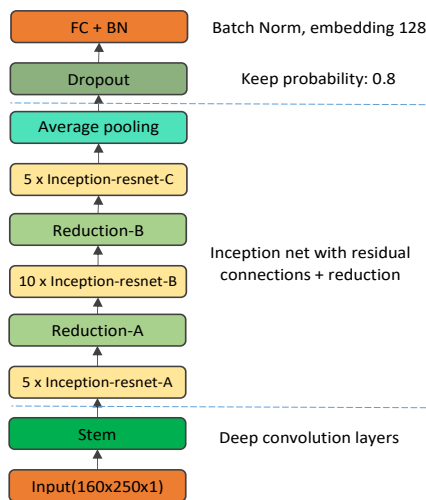 FC + BN
Batch Norm, embedding 128
Dropout
Keep probability: 0.8
Average pooling
5 x Inception-resnet-C
Reduction-B
Inception net with residual
connections + reduction
10 x Inception-resnet-B
Reduction-A
5 x Inception-resnet-A
Stem
Deep convolution layers
Input(160x250x1)